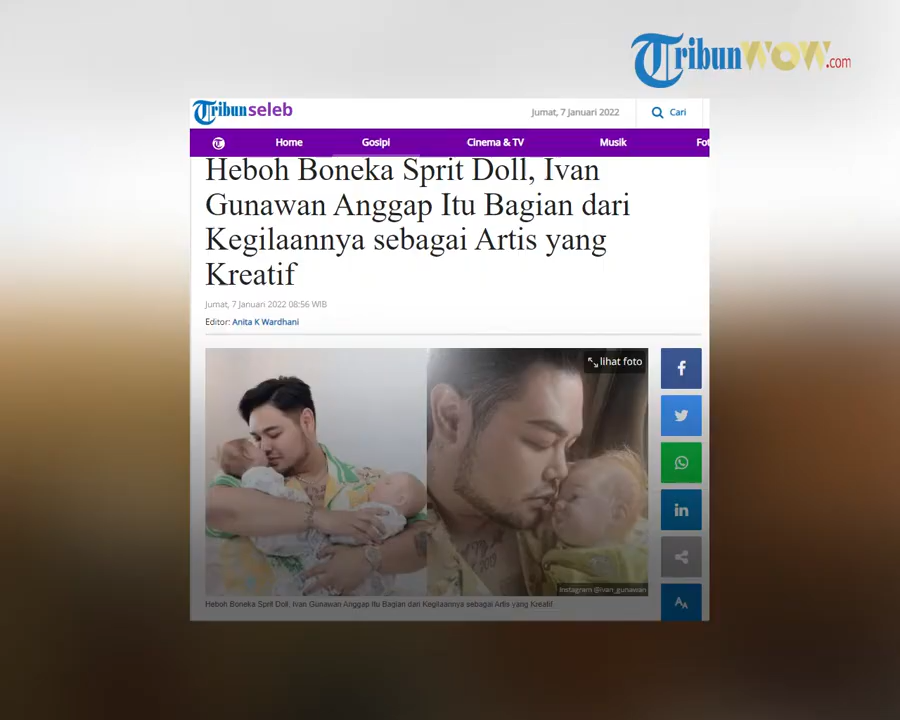 TribunWOW.com
Tribunseleb
Jumat, 7 Januari 2022
Cari
Home Gosipi Cinema & TV Musik Fot
Heboh Boneka Sprit Doll, Ivan
Gunawan Anggap Itu Bagian dari
Kegilaannya sebagai Artis yang
Kreatif
Jumat, 7 Januari 2022 08:56 WIB
Editor: Anita K Wardhani
lihat foto
Instagram @ivan_gunawan
Heboh Boneka Sprit Doll, Ivan Gunawan Anggap Itu Bagian dari Kegilaannya sebagai Artis yang Kreatif